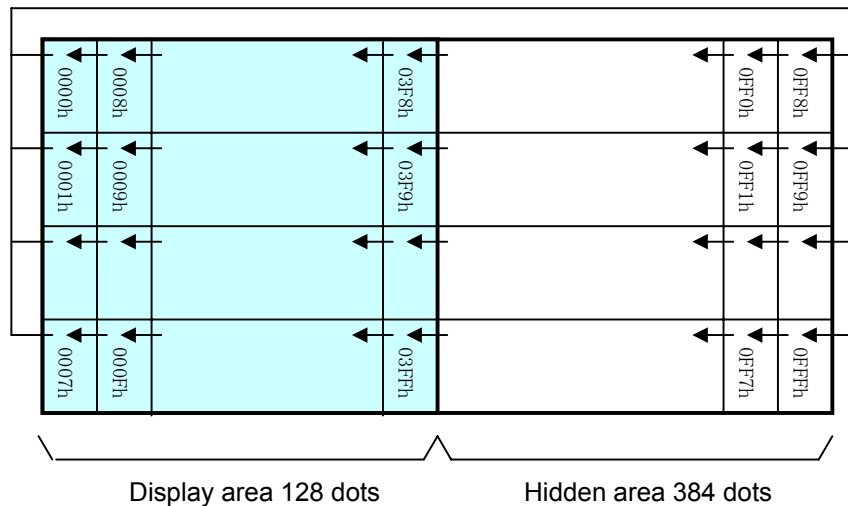 0000h 0008h 03F8h 0FF0h 0FF8h
0001h 0009h 03F9h 0FF1h 0FF9h
0007h 000Fh 03FFh 0FF7h 0FFFh
Display area 128 dots Hidden area 384 dots